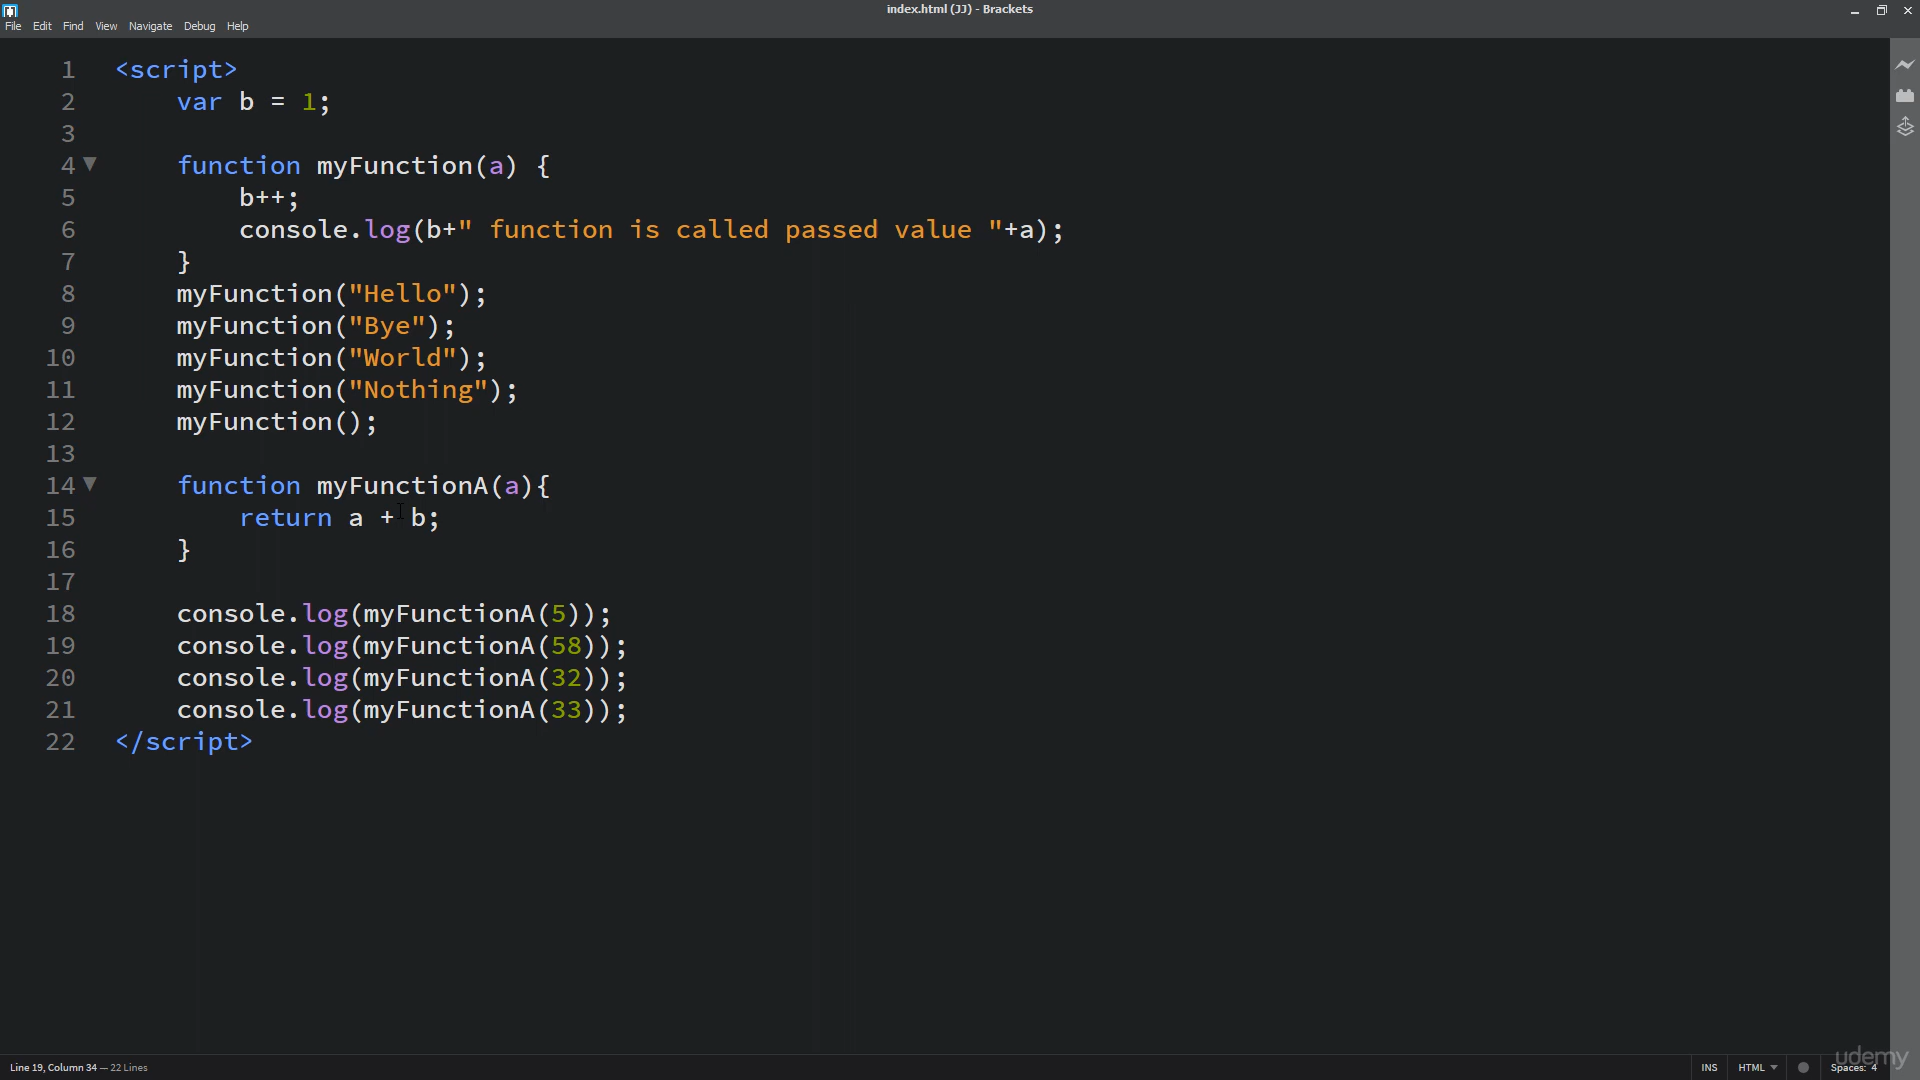 index.html (JJ) - Brackets
File Edit Find View Navigate Debug Help
1 <script>
2 var b = 1;
3
4 function myFunction(a) {
5 b++;
6 console.log(b+" function is called passed value "+a);
7 }
8 myFunction("Hello");
9 myFunction("Bye");
10 myFunction("World");
11 myFunction("Nothing");
12 myFunction();
13
14 function myFunctionA(a){
15 return a + b;
16 }
17
18 console.log(myFunctionA(5));
19 console.log(myFunctionA(58));
20 console.log(myFunctionA(32));
21 console.log(myFunctionA(33));
22 </script>
Line 19, Column 34 — 22 Lines
INS HTML Spaces: 4
udemy